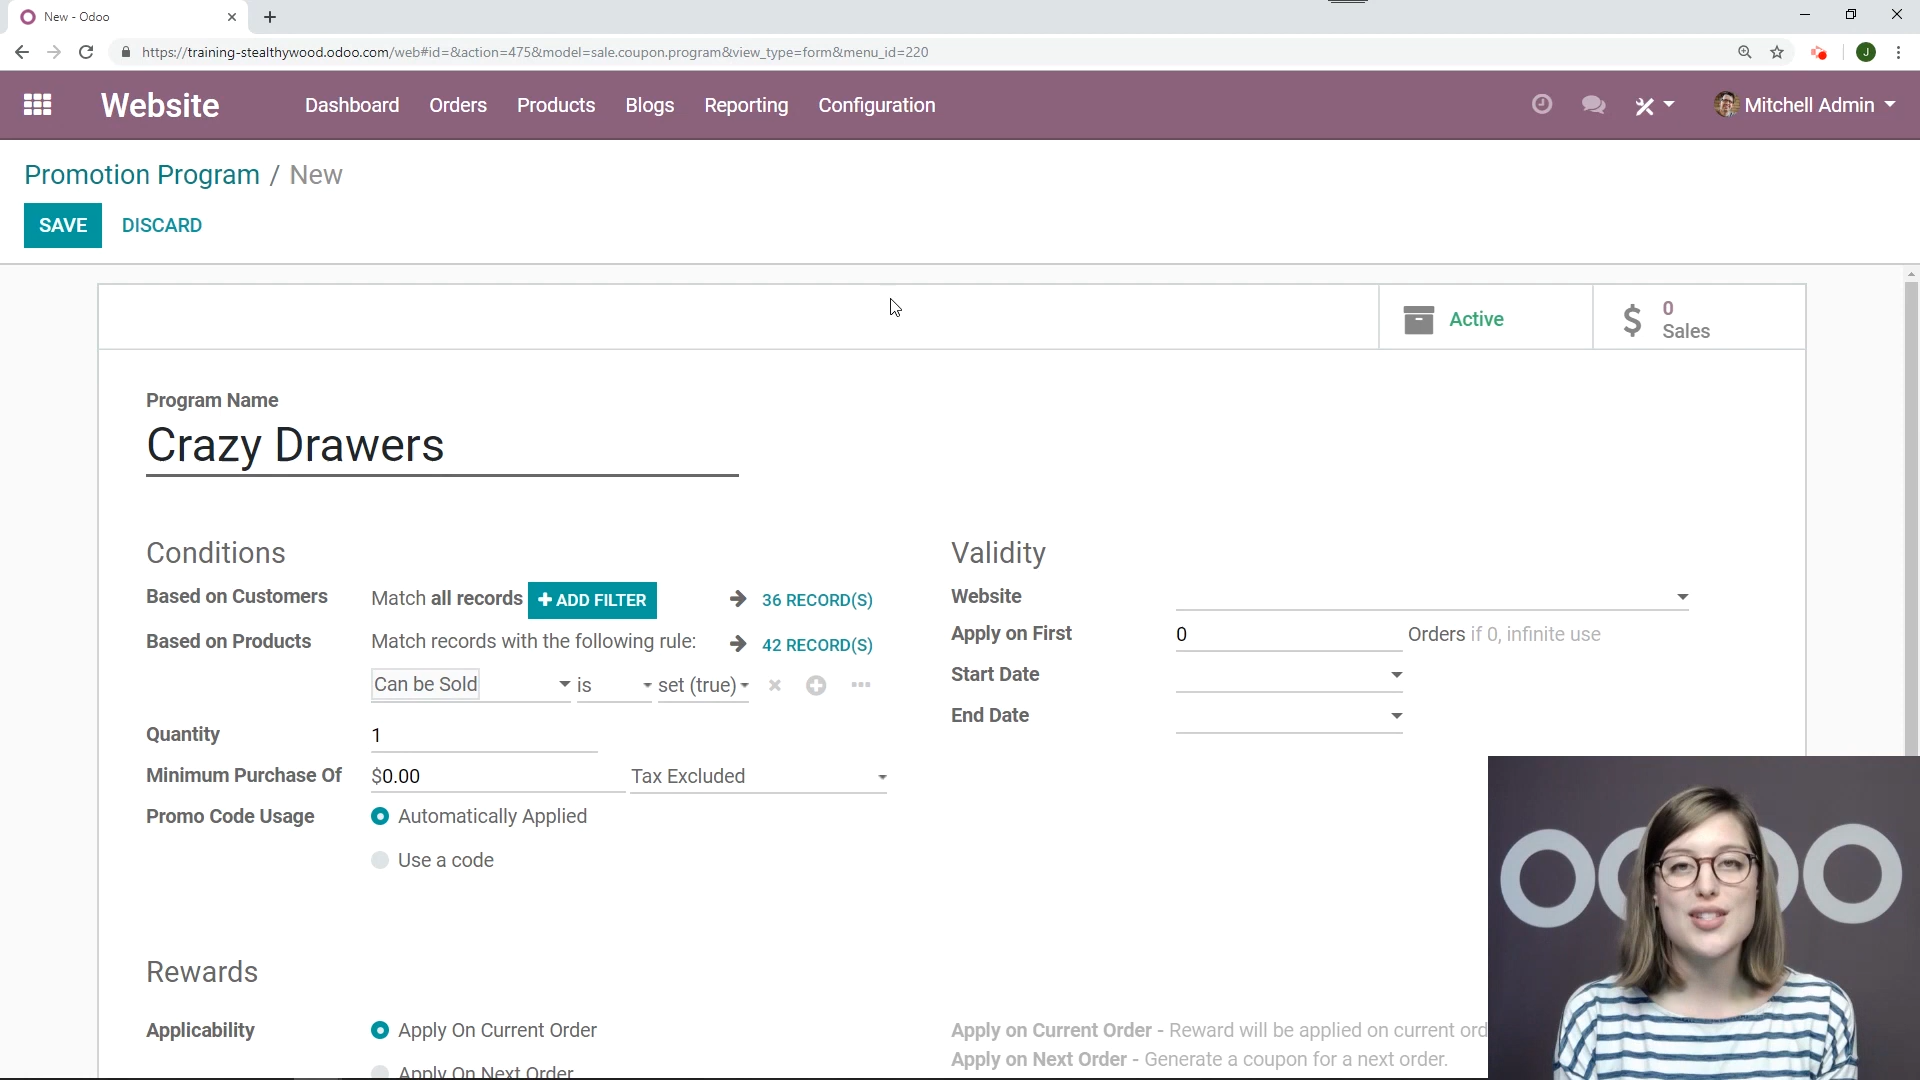 New - Odoo
https://training-stealthywood.odoo.com/web#id=&action=475&model=sale.coupon.program&view_type=form&menu_id=220
J
Website Dashboard Orders Products Blogs Reporting Configuration Mitchell Admin
Promotion Program / New
SAVE DISCARD
Active
0
Sales
Program Name
Crazy Drawers
Conditions
Based on Customers Match all records + ADD FILTER → 36 RECORD(S)
Based on Products Match records with the following rule: → 42 RECORD(S)
Can be Sold is set (true)
Quantity 1
Minimum Purchase Of $0.00 Tax Excluded
Promo Code Usage Automatically Applied
Use a code
Validity
Website
Apply on First 0 Orders if 0, infinite use
Start Date
End Date
Rewards
Applicability Apply On Current Order
Apply On Next Order
Apply on Current Order - Reward will be applied on current ord
Apply on Next Order - Generate a coupon for a next order.
odoo